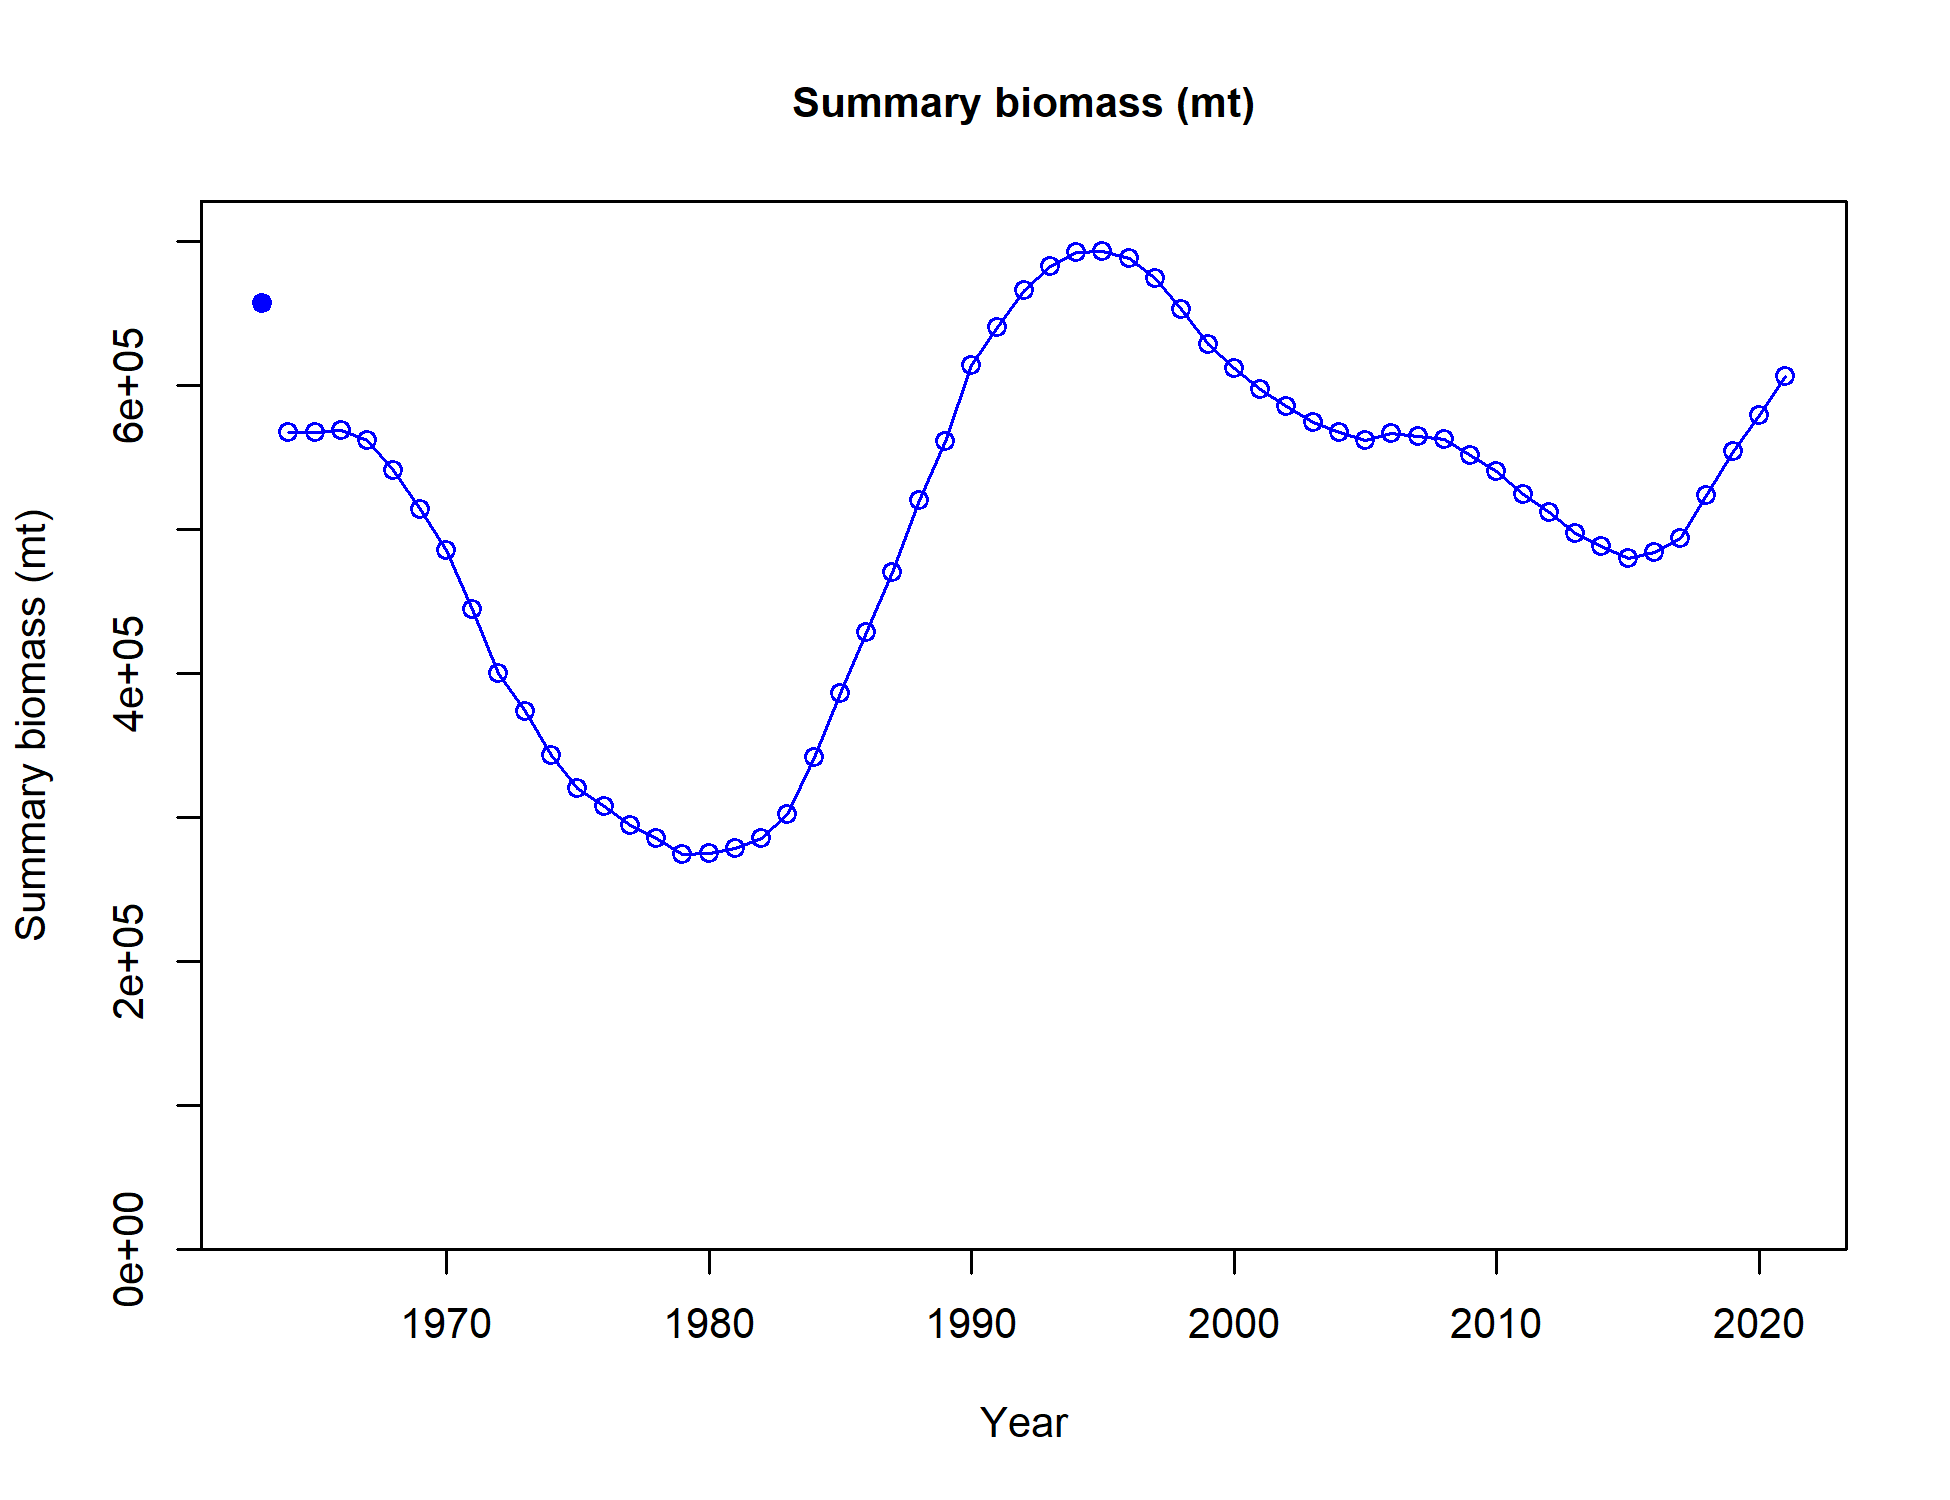 Summary biomass (mt)
Summary biomass (mt)
6e+05
4e+05
2e+05
0e+00
1970 1980 1990 2000 2010 2020
Year